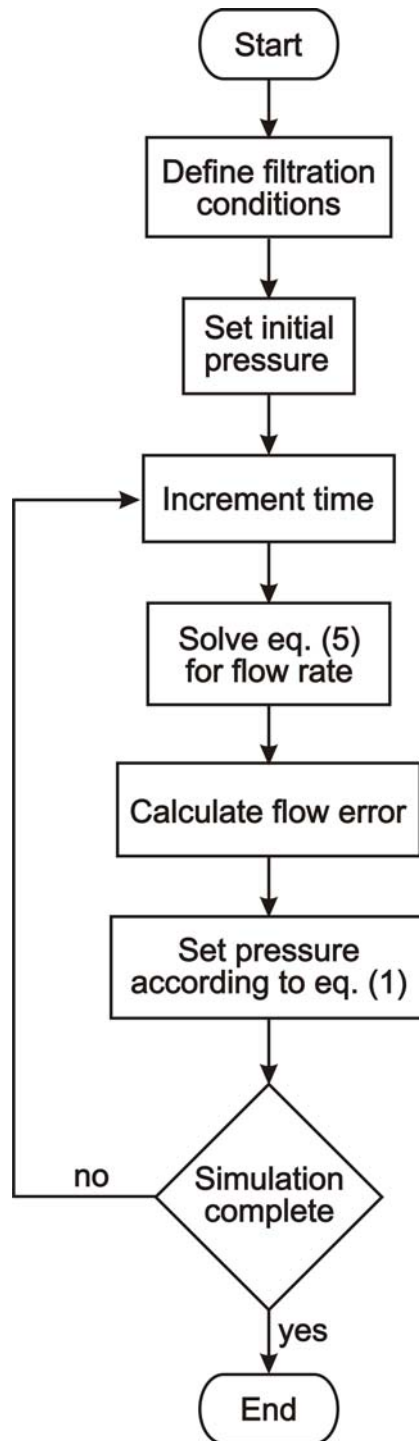 Start
Define filtration
conditions
Set initial
pressure
Increment time
Solve eq. (5)
for flow rate
Calculate flow error
Set pressure
according to eq. (1)
no
Simulation
complete
yes
End